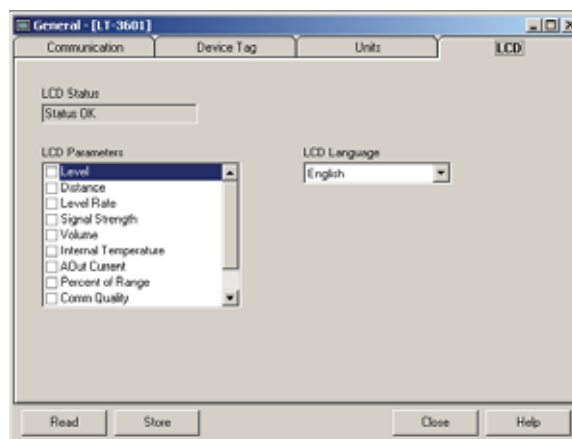 General - [LT-3601]
Communication Device Tag Units LCD
LCD Status
Status OK
LCD Parameters
Level
Distance
Level Rate
Signal Strength
Volume
Internal Temperature
AOut Current
Percent of Range
Comm Quality
LCD Language
English
Read Store Close Help